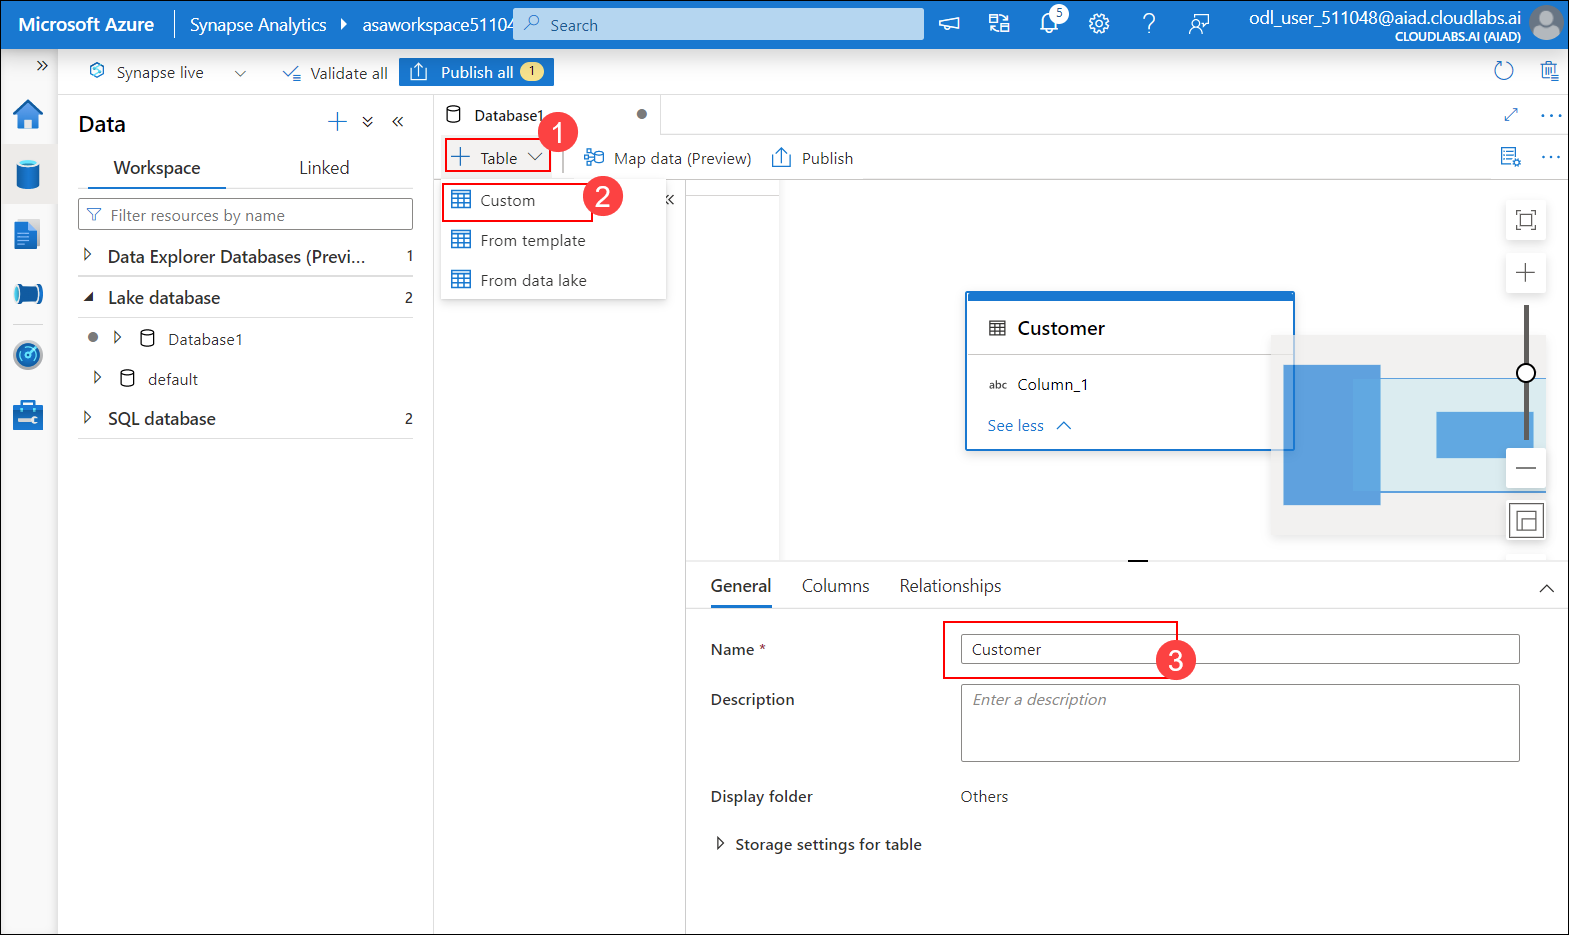 Microsoft Azure
Synapse Analytics
asaworkspace51104
Search
5
odl_user_511048@aiad.cloudlabs.ai
CLOUDLABS.AI (AIAD)
Synapse live
Validate all
Publish all 1
Data
Workspace
Linked
Filter resources by name
Data Explorer Databases (Previ... 1
Lake database 2
Database1
default
SQL database 2
Database1
1
Table
Map data (Preview)
Publish
Custom
2
From template
From data lake
Customer
abc Column_1
See less
General
Columns
Relationships
Name *
Customer
3
Description
Enter a description
Display folder
Others
Storage settings for table